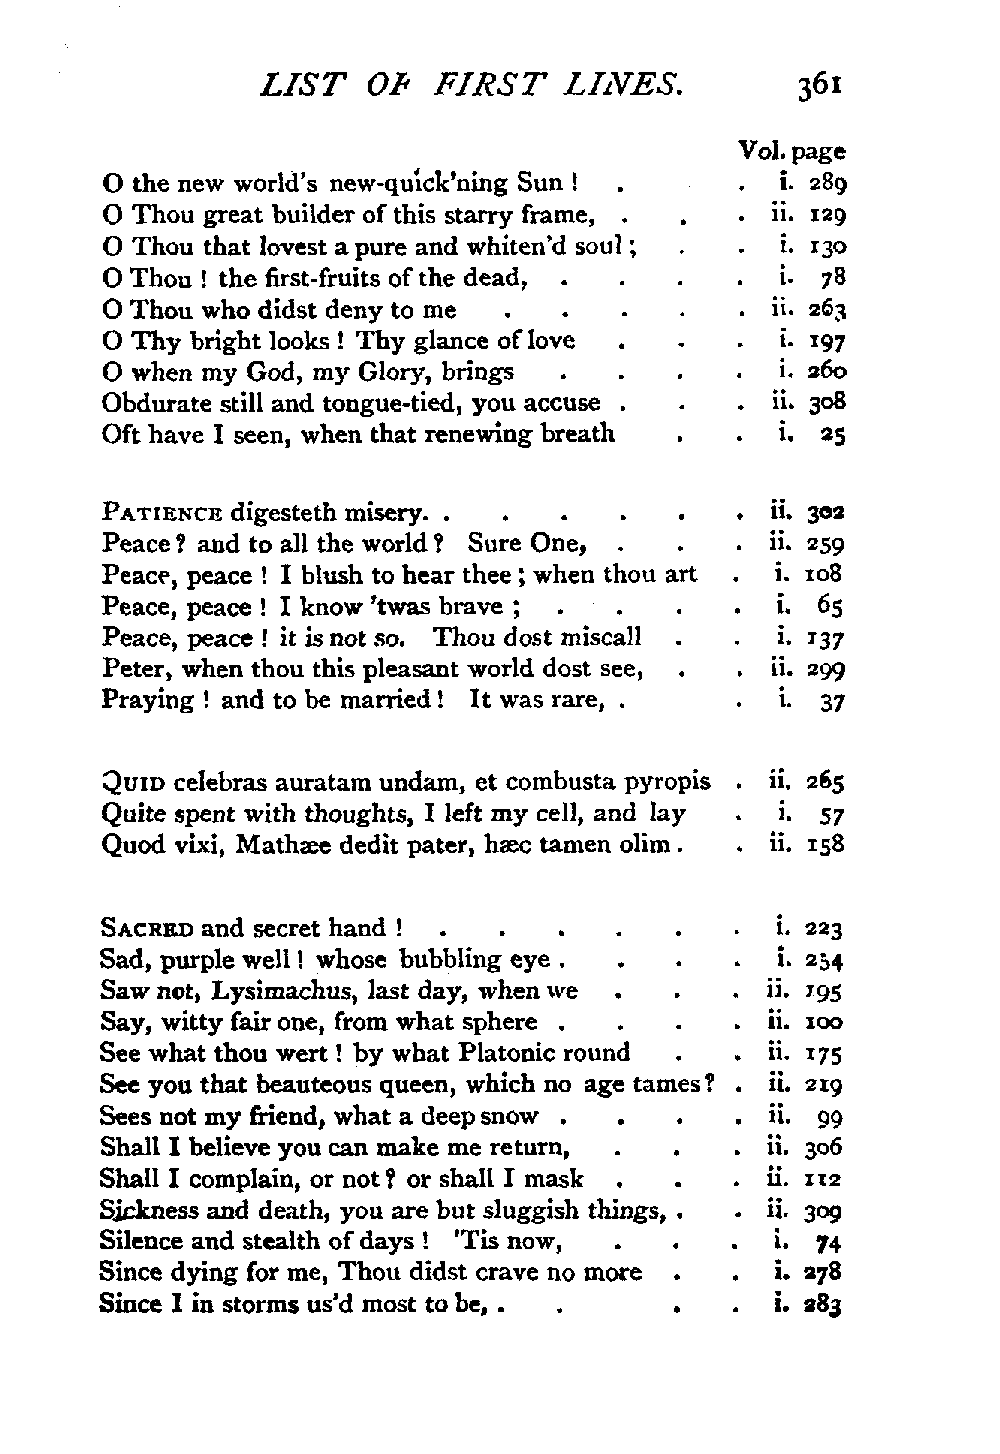 LIST OF FIRST LINES. 361
Vol. page
O the new world's new-quick'ning Sun ! . . i. 289
O Thou great builder of this starry frame, . . . ii. 129
O Thou that lovest a pure and whiten'd soul ; . . i. 130
O Thou ! the first-fruits of the dead, . . . . i. 78
O Thou who didst deny to me . . . . . ii. 263
O Thy bright looks ! Thy glance of love . . . i. 197
O when my God, my Glory, brings . . . . i. 260
Obdurate still and tongue-tied, you accuse . . . ii. 308
Oft have I seen, when that renewing breath . . i. 25
PATIENCE digesteth misery. . . . . . . ii. 302
Peace ? and to all the world ? Sure One, . . . ii. 259
Peace, peace ! I blush to hear thee ; when thou art . i. 108
Peace, peace ! I know 'twas brave ; . . . . i. 65
Peace, peace ! it is not so. Thou dost miscall . . i. 137
Peter, when thou this pleasant world dost see, . . ii. 299
Praying ! and to be married ! It was rare, . . i. 37
QUID celebras auratam undam, et combusta pyropis . ii. 265
Quite spent with thoughts, I left my cell, and lay . i. 57
Quod vixi, Mathæe dedit pater, hæc tamen olim . . ii. 158
SACRED and secret hand ! . . . . . . i. 223
Sad, purple well ! whose bubbling eye . . . . i. 254
Saw not, Lysimachus, last day, when we . . . ii. 195
Say, witty fair one, from what sphere . . . . ii. 100
See what thou wert ! by what Platonic round . . ii. 175
See you that beauteous queen, which no age tames ? . ii. 219
Sees not my friend, what a deep snow . . . . ii. 99
Shall I believe you can make me return, . . . ii. 306
Shall I complain, or not ? or shall I mask . . . ii. 112
Sickness and death, you are but sluggish things, . . ii. 309
Silence and stealth of days ! 'Tis now, . . . i. 74
Since dying for me, Thou didst crave no more . . i. 278
Since I in storms us'd most to be, . . . . i. 283